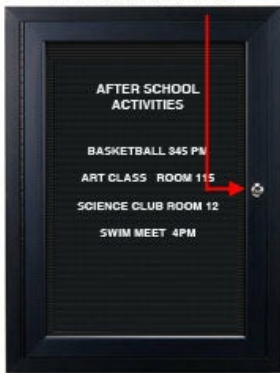 AFTER SCHOOL
ACTIVITIES
BASKETBALL 345 PM
ART CLASS ROOM 115
SCIENCE CLUB ROOM 12
SWIM MEET 4PM